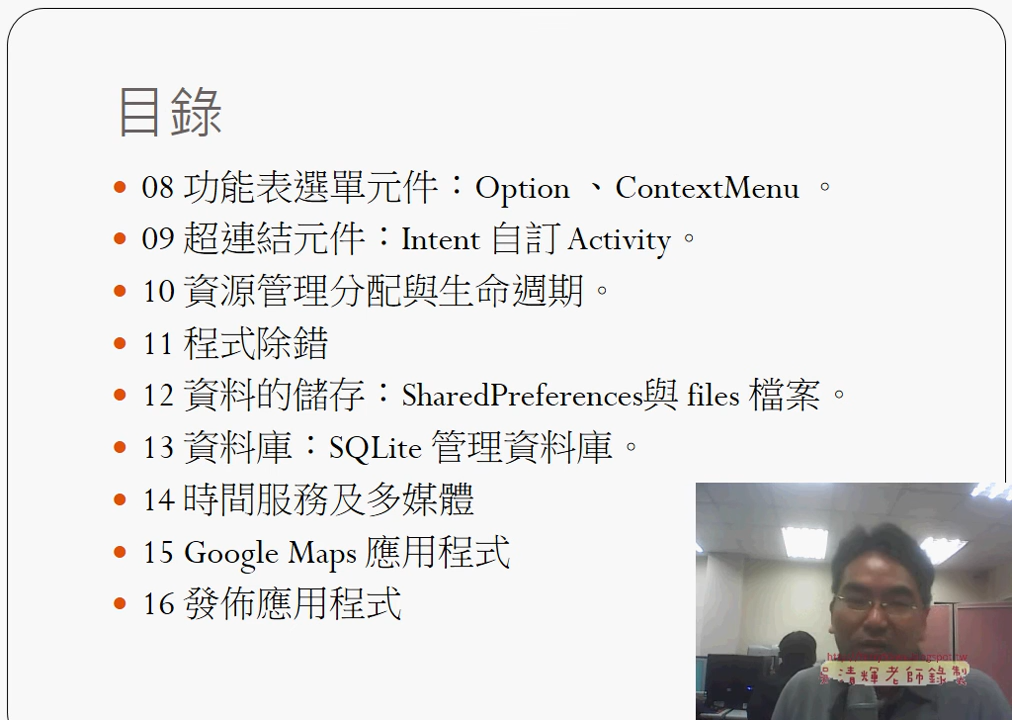 目錄
08 功能表選單元件：Option 、ContextMenu 。
09 超連結元件：Intent 自訂 Activity。
10 資源管理分配與生命週期。
11 程式除錯
12 資料的儲存：SharedPreferences與 files 檔案。
13 資料庫：SQLite 管理資料庫。
14 時間服務及多媒體
15 Google Maps 應用程式
16 發佈應用程式
吳清輝老師錄製